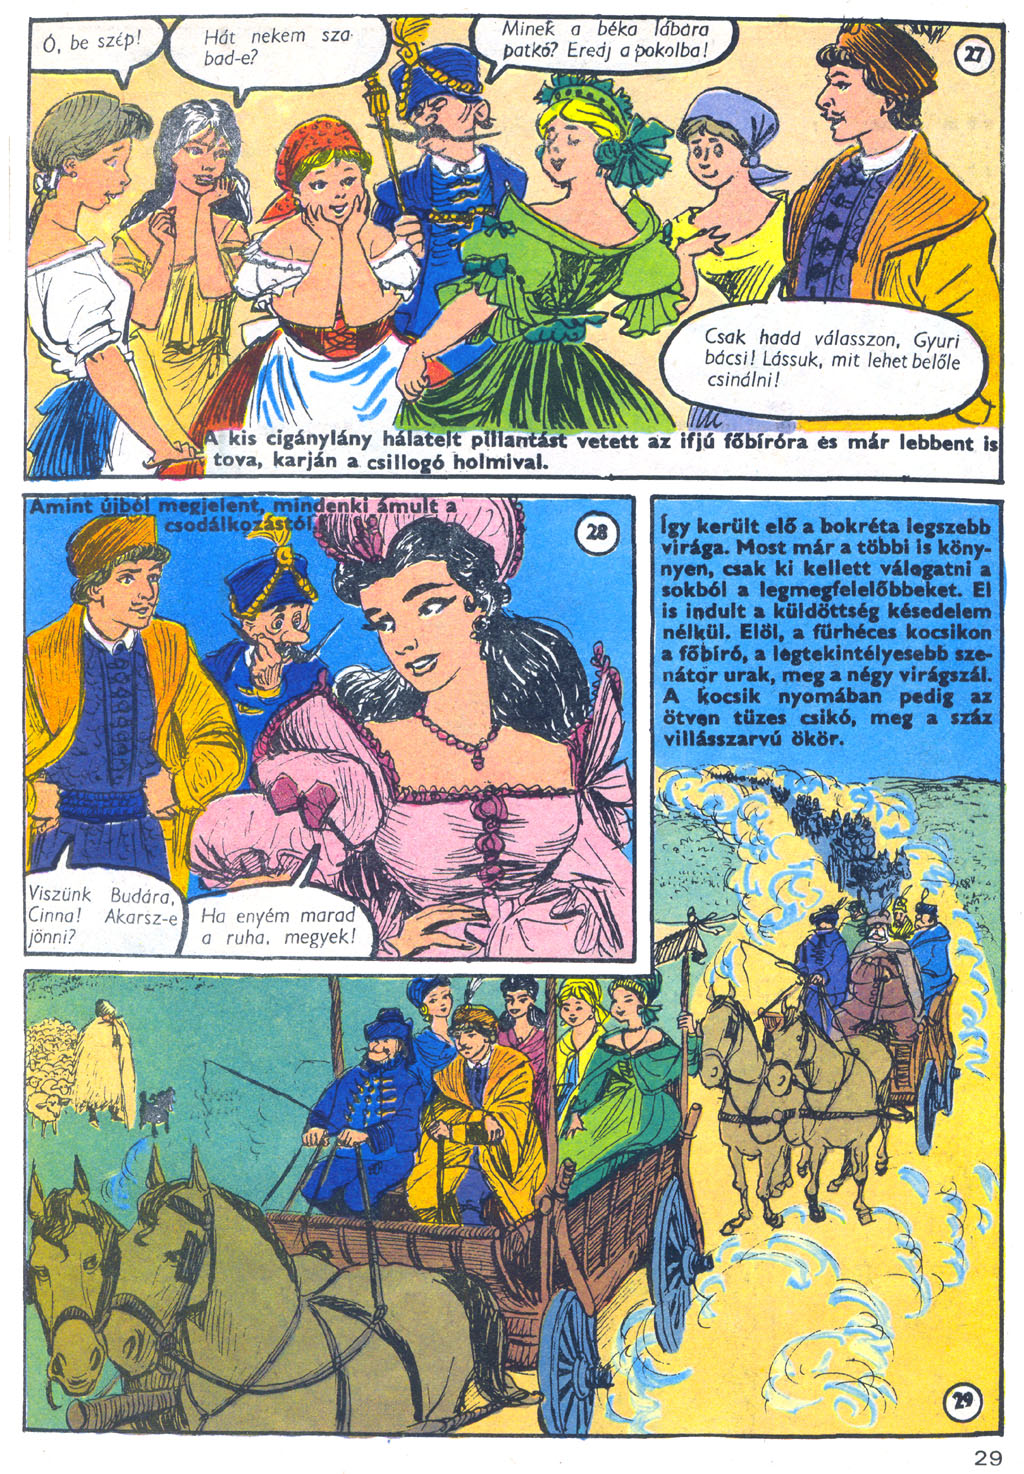 Ó, be szép!
Hát nekem sza-
bad-e?
Minek a béka lábára
patkó? Eredj a pokolba!
27
Csak hadd válasszon, Gyuri
bácsi! Lássuk, mit lehet belőle
csinálni!
A kis cigánylány hálatelt pillantást vetett az ifjú főbíróra és már lebbent is
tova, karján a csillogó holmival.
Amint újból megjelent, mindenki ámult a
csodálkozástól.
28
Viszünk Budára,
Cinna! Akarsz-e
jönni?
Ha enyém marad
a ruha, megyek!
Így került elő a bokréta legszebb
virága. Most már a többi is köny-
nyen, csak ki kellett válogatni a
sokból a legmegfelelőbbeket. El
is indult a küldöttség késedelem
nélkül. Elöl, a fürhéces kocsikon
a főbíró, a legtekintélyesebb sze-
nátor urak, meg a négy virágszál.
A kocsik nyomában pedig az
ötven tüzes csikó, meg a száz
villásszarvú ökör.
29
29